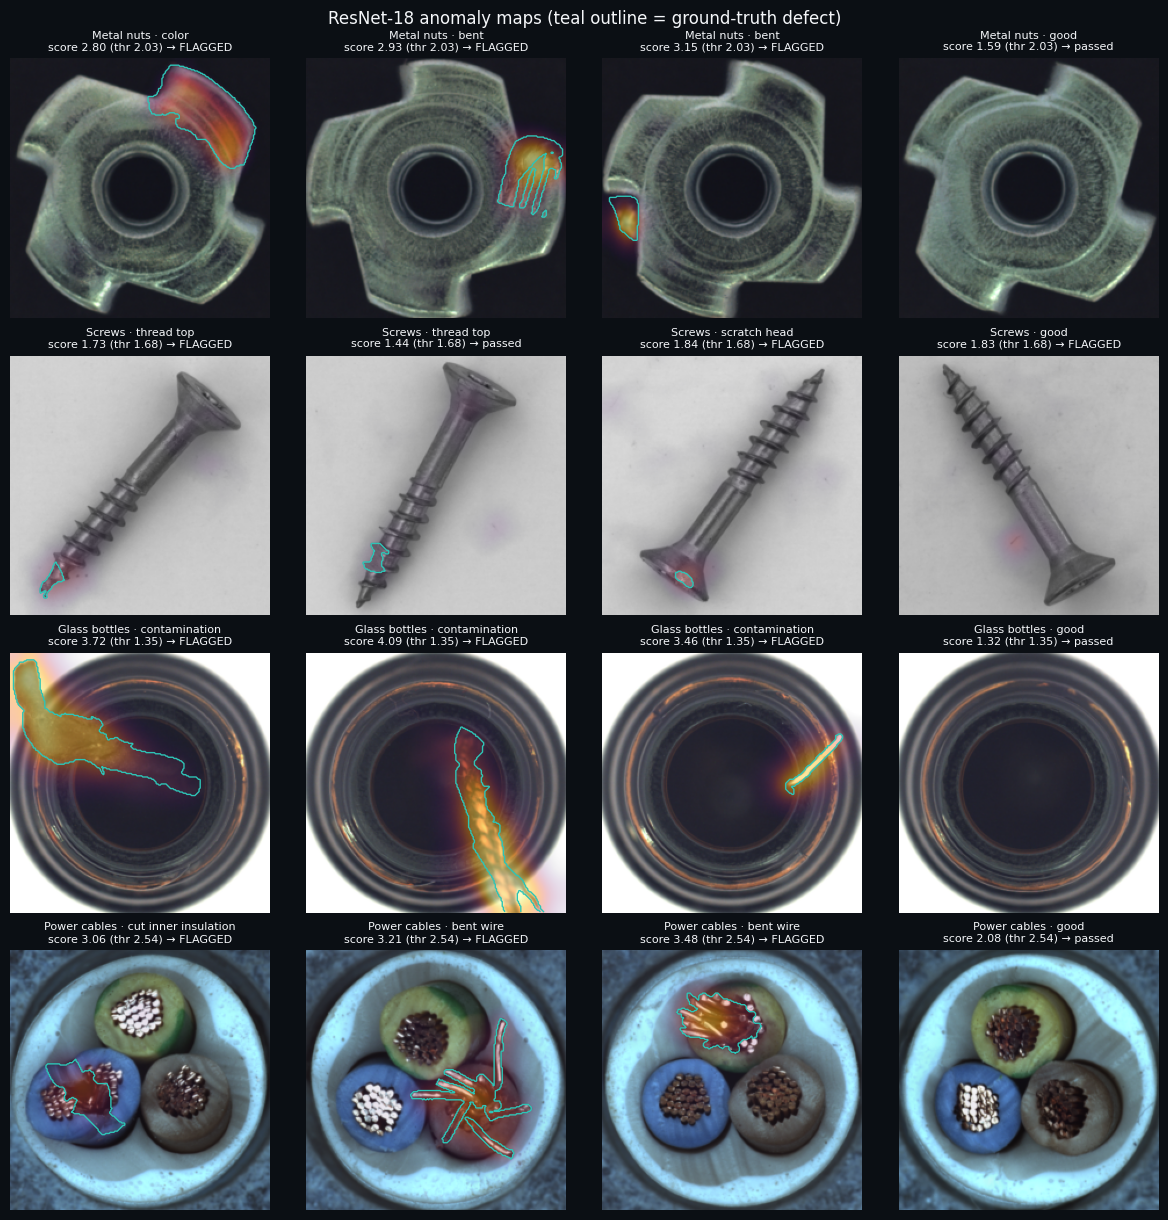 ResNet-18 anomaly maps (teal outline = ground-truth defect)
Metal nuts · color
score 2.80 (thr 2.03) → FLAGGED
Metal nuts · bent
score 2.93 (thr 2.03) → FLAGGED
Metal nuts · bent
score 3.15 (thr 2.03) → FLAGGED
Metal nuts · good
score 1.59 (thr 2.03) → passed
Screws · thread top
score 1.73 (thr 1.68) → FLAGGED
Screws · thread top
score 1.44 (thr 1.68) → passed
Screws · scratch head
score 1.84 (thr 1.68) → FLAGGED
Screws · good
score 1.83 (thr 1.68) → FLAGGED
Glass bottles · contamination
score 3.72 (thr 1.35) → FLAGGED
Glass bottles · contamination
score 4.09 (thr 1.35) → FLAGGED
Glass bottles · contamination
score 3.46 (thr 1.35) → FLAGGED
Glass bottles · good
score 1.32 (thr 1.35) → passed
Power cables · cut inner insulation
score 3.06 (thr 2.54) → FLAGGED
Power cables · bent wire
score 3.21 (thr 2.54) → FLAGGED
Power cables · bent wire
score 3.48 (thr 2.54) → FLAGGED
Power cables · good
score 2.08 (thr 2.54) → passed